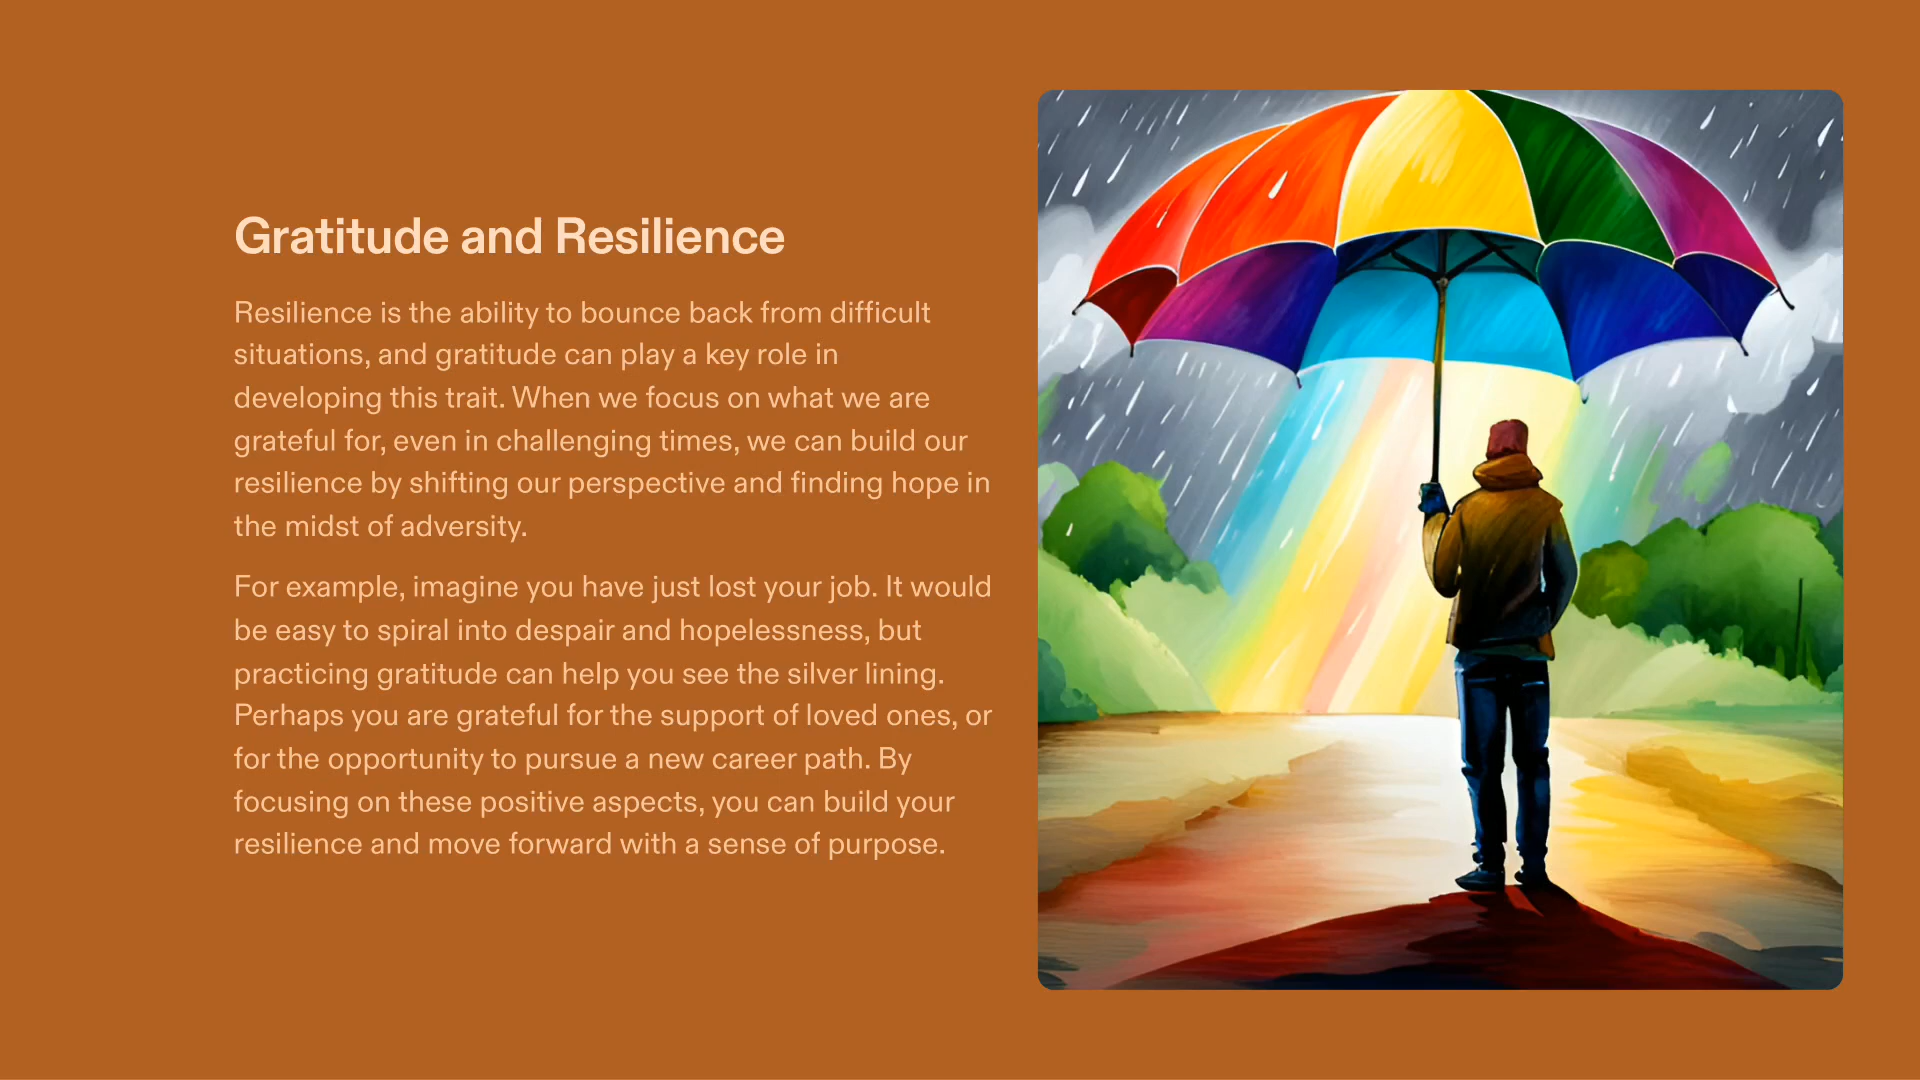 Gratitude and Resilience
Resilience is the ability to bounce back from difficult
situations, and gratitude can play a key role in
developing this trait. When we focus on what we are
grateful for, even in challenging times, we can build our
resilience by shifting our perspective and finding hope in
the midst of adversity.
For example, imagine you have just lost your job. It would
be easy to spiral into despair and hopelessness, but
practicing gratitude can help you see the silver lining.
Perhaps you are grateful for the support of loved ones, or
for the opportunity to pursue a new career path. By
focusing on these positive aspects, you can build your
resilience and move forward with a sense of purpose.